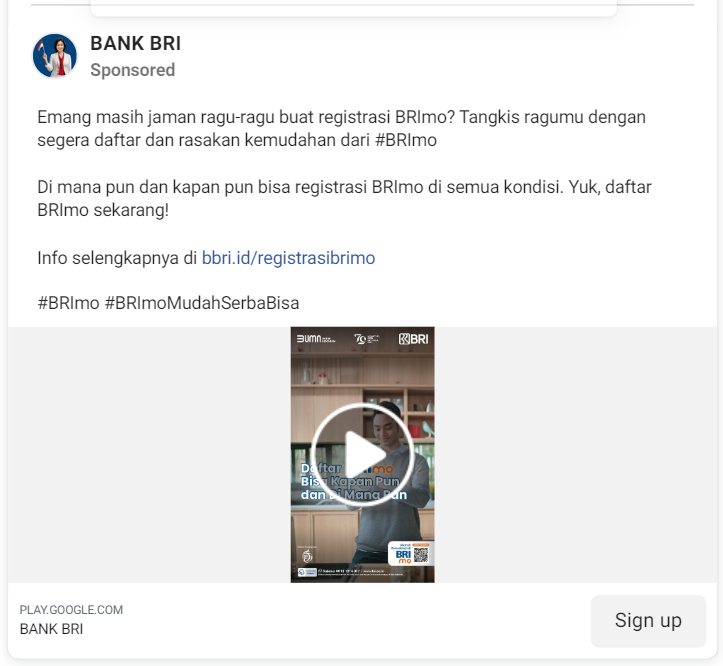 BANK BRI
Sponsored
Emang masih jaman ragu-ragu buat registrasi BRImo? Tangkis ragumu dengan
segera daftar dan rasakan kemudahan dari #BRImo
Di mana pun dan kapan pun bisa registrasi BRImo di semua kondisi. Yuk, daftar
BRImo sekarang!
Info selengkapnya di bbri.id/registrasibrimo
#BRImo #BRImoMudahSerbaBisa
BUMN
BRI
Daftar mo
Bisa Kapan Pun
dan Di Mana Pun
BRI
mo
PLAY.GOOGLE.COM
BANK BRI
Sign up